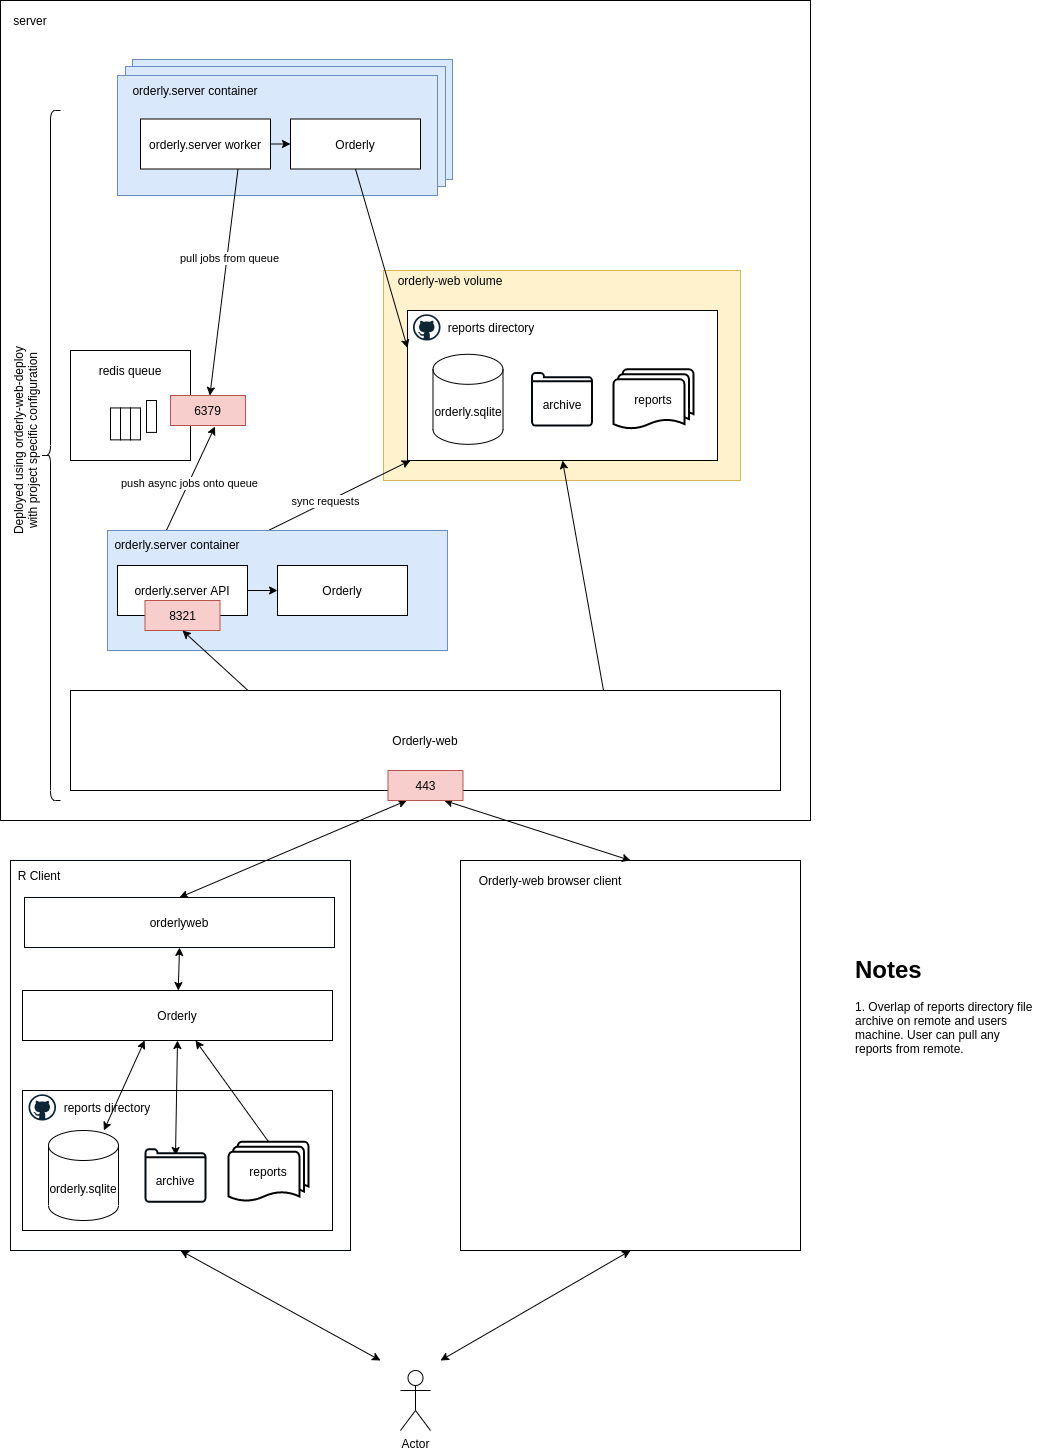 server
orderly.server container
orderly.server worker
Orderly
pull jobs from queue
orderly-web volume
reports directory
orderly.sqlite
archive
reports
redis queue
6379
Deployed using orderly-web-deploy
with project specific configuration
push async jobs onto queue
sync requests
orderly.server container
orderly.server API
8321
Orderly
Orderly-web
443
R Client
orderlyweb
Orderly
reports directory
orderly.sqlite
archive
reports
Orderly-web browser client
Notes
1. Overlap of reports directory file
archive on remote and users
machine. User can pull any
reports from remote.
Actor